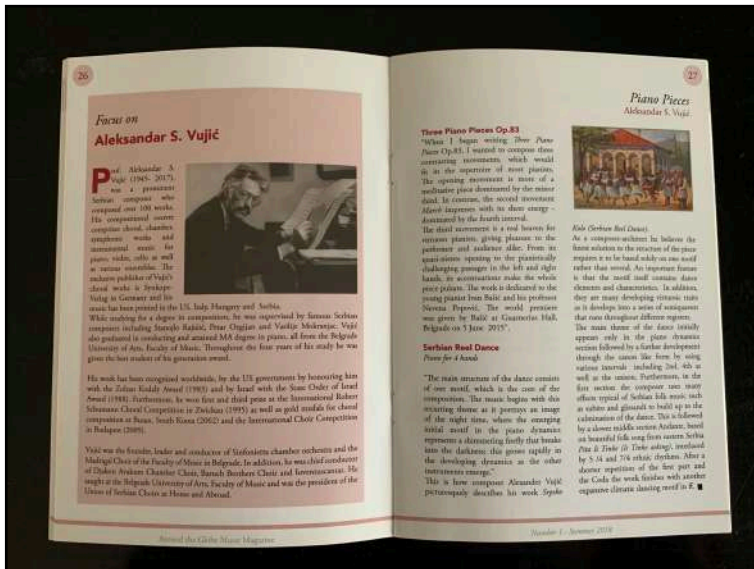 26
Focus on
Aleksandar S. Vujić
Prof. Aleksandar S.
Vujić (1945- 2017),
was a prominent
Serbian composer who
composed over 100 works.
His compositional oeuvre
comprises choral, chamber,
symphonic works and
instrumental music for
piano, violin, cello as well
as various ensembles. The
exclusive publisher of Vujić's
choral works is Synkope-
Verlag in Germany and his
music has been printed in the US, Italy, Hungary and Serbia.
While studying for a degree in composition, he was supervised by famous Serbian
composers including Stanojlo Rajičić, Petar Ozgijan and Vasilije Mokranjac. Vujić
also graduated in conducting and attained MA degree in piano, all from the Belgrade
University of Arts, Faculty of Music. Throughout the four years of his study he was
given the best student of his generation award.
His work has been recognised worldwide, by the US government by honouring him
with the Zoltan Kodaly Award (1983) and by Israel with the State Order of Israel
Award (1988). Furthermore, he won first and third prize at the International Robert
Schumann Choral Competition in Zwickau (1995) as well as gold medals for choral
composition at Busan, South Korea (2002) and the International Choir Competition
in Budapest (2009).
Vujić was the founder, leader and conductor of Sinfonietta chamber orchestra and the
Madrigal Choir of the Faculty of Music in Belgrade. In addition, he was chief conductor
of Djakov Arakem Chamber Choir, Baruch Brothers Choir and
He
taught at the Belgrade University of Arts, Faculty of Music and was the president of the
Union of Serbian Choirs at Home and Abroad.
Around the Globe Music Magazine
27
Piano Pieces
Aleksandar S. Vujić
Three Piano Pieces Op.83
"When I began writing Three Piano
Pieces Op.83, I wanted to compose three
contrasting movements, which would
fit in the repertoire of most pianists.
The opening movement is more of a
meditative piece dominated by the minor
third. In contrast, the second movement
March impresses with its sheer energy -
dominated by the fourth interval.
The third movement is a real heaven for
virtuoso pianists, giving pleasure to the
performer and audience alike. From its
quasi-misty opening to the pianistically
challenging passages in the left and right
hands, its accentuations make the whole
piece pulsate. The work is dedicated to the
young pianist Ivan Bašić and his professor
Nevena Popović. The world premiere
was given by Bašić at Guarnerius Hall,
Belgrade on 5 June 2015".
Serbian Reel Dance
Piano for 4 hands
"The main structure of the dance consists
of one motif, which is the core of the
composition. The music begins with this
recurring theme as it portrays an image
of the night time, where the emerging
initial motif in the piano dynamics
represents a shimmering firefly that breaks
into the darkness; this grows rapidly in
the developing dynamics as the other
instruments emerge."
This is how composer Alexander Vujić
picturesquely describes his work Srpsko
Kolo (Serbian Reel Dance).
As a composer-architect he believes the
finest solution to the structure of the piece
requires it to be based solely on one motif
rather than several. An important feature
is that the motif itself contains dance
elements and characteristics. In addition,
they are many developing virtuosic traits
as it develops into a series of semiquavers
that runs throughout different registers.
The main theme of the dance initially
appears only in the piano dynamics
section followed by a further development
through the canon like form by using
various intervals including 2nd, 4th as
well as the unison. Furthermore, in the
first section the composer uses many
effects typical of Serbian folk music such
as subito and glissandi to build up to the
culmination of the dance. This is followed
by a slower middle section Andante, based
on beautiful folk song from eastern Serbia
Pita li Timko (Is Timko asking), interlaced
by 5 /4 and 7/4 ethnic rhythms. After a
shorter repetition of the first part and
the Coda the work finishes with another
expansive climatic dancing motif in ff.
Number 1 - Summer 2018